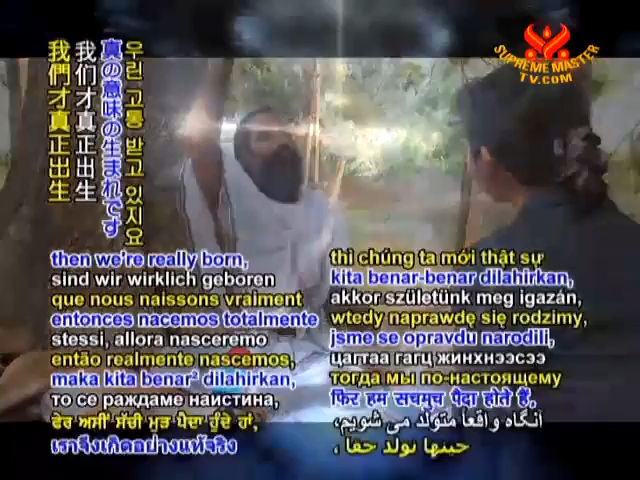 SUPREME MASTER
TV.COM
我們才真正出生
我们才真正出生
真の意味の生まれです
우린 고통 받고 있지요
then we're really born,
sind wir wirklich geboren
que nous naissons vraiment
entonces nacemos totalmente
stessi, allora nasceremo
então realmente nascemos,
maka kita benar² dilahirkan,
то се раждаме наистина,
ਫੇਰ ਅਸੀਂ ਸੱਚੀ ਮੁੜ ਪੈਦਾ ਹੁੰਦੇ ਹਾਂ,
เราจึงเกิดอย่างแท้จริง
thì chúng ta mới thật sự
kita benar-benar dilahirkan,
akkor születünk meg igazán,
wtedy naprawdę się rodzimy,
jsme se opravdu narodili,
цагтаа гагц жинхнээсээ
тогда мы по-настоящему
फिर हम सचमुच पैदा होते हैं,
آنگاه واقعاً متولد می شویم،
حينها نولد حقا ،